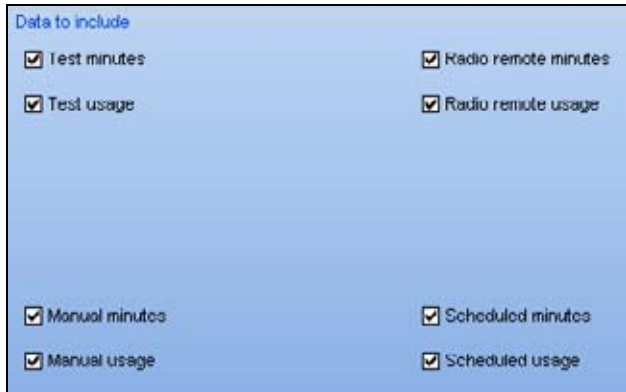 Data to include
Test minutes
Radio remote minutes
Test usage
Radio remote usage
Manual minutes
Scheduled minutes
Manual usage
Scheduled usage